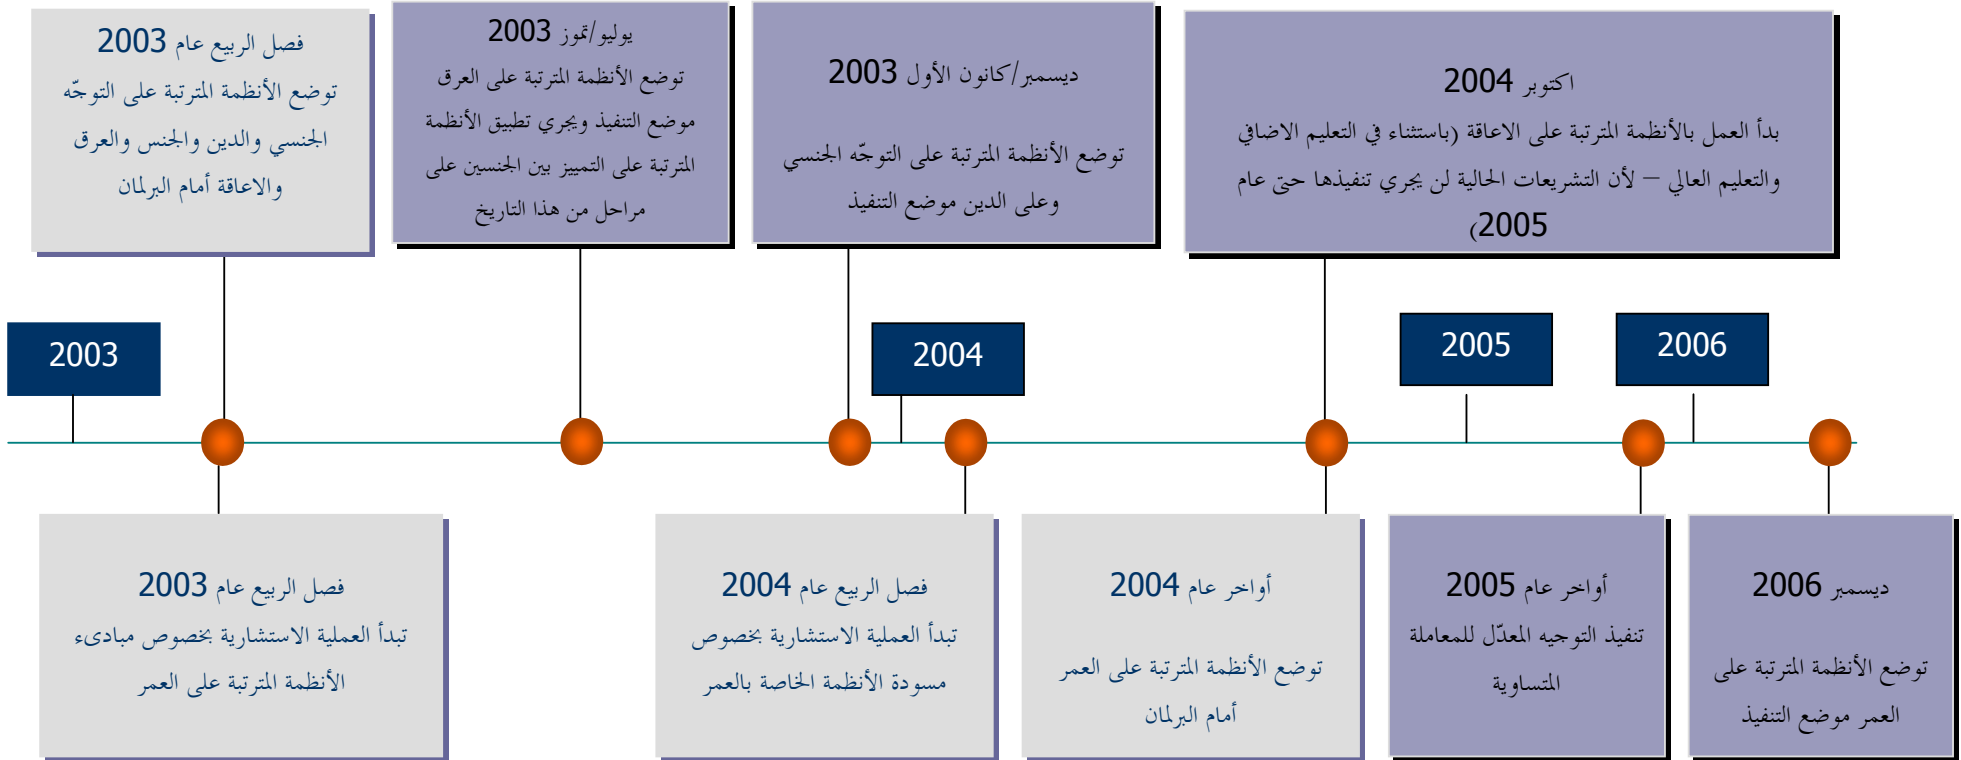 فصل الربيع عام 2003
توضع الأنظمة المترتبة على التوجّه
الجنسي والدين والجنس والعرق
والاعاقة أمام البرلمان
يوليو/تموز 2003
توضع الأنظمة المترتبة على العرق
موضع التنفيذ ويجري تطبيق الأنظمة
المترتبة على التمييز بين الجنسين على
مراحل من هذا التاريخ
ديسمبر/كانون الأول 2003
توضع الأنظمة المترتبة على التوجّه الجنسي
وعلى الدين موضع التنفيذ
اكتوبر 2004
بدأ العمل بالأنظمة المترتبة على الاعاقة (باستثناء في التعليم الاضافي
والتعليم العالي – لأن التشريعات الحالية لن يجري تنفيذها حتى عام
2005)
2003
2004
2005
2006
فصل الربيع عام 2003
تبدأ العملية الاستشارية بخصوص مبادىء
الأنظمة المترتبة على العمر
فصل الربيع عام 2004
تبدأ العملية الاستشارية بخصوص
مسودة الأنظمة الخاصة بالعمر
أواخر عام 2004
توضع الأنظمة المترتبة على العمر
أمام البرلمان
أواخر عام 2005
تنفيذ التوجيه المعدّل للمعاملة
المتساوية
ديسمبر 2006
توضع الأنظمة المترتبة على
العمر موضع التنفيذ